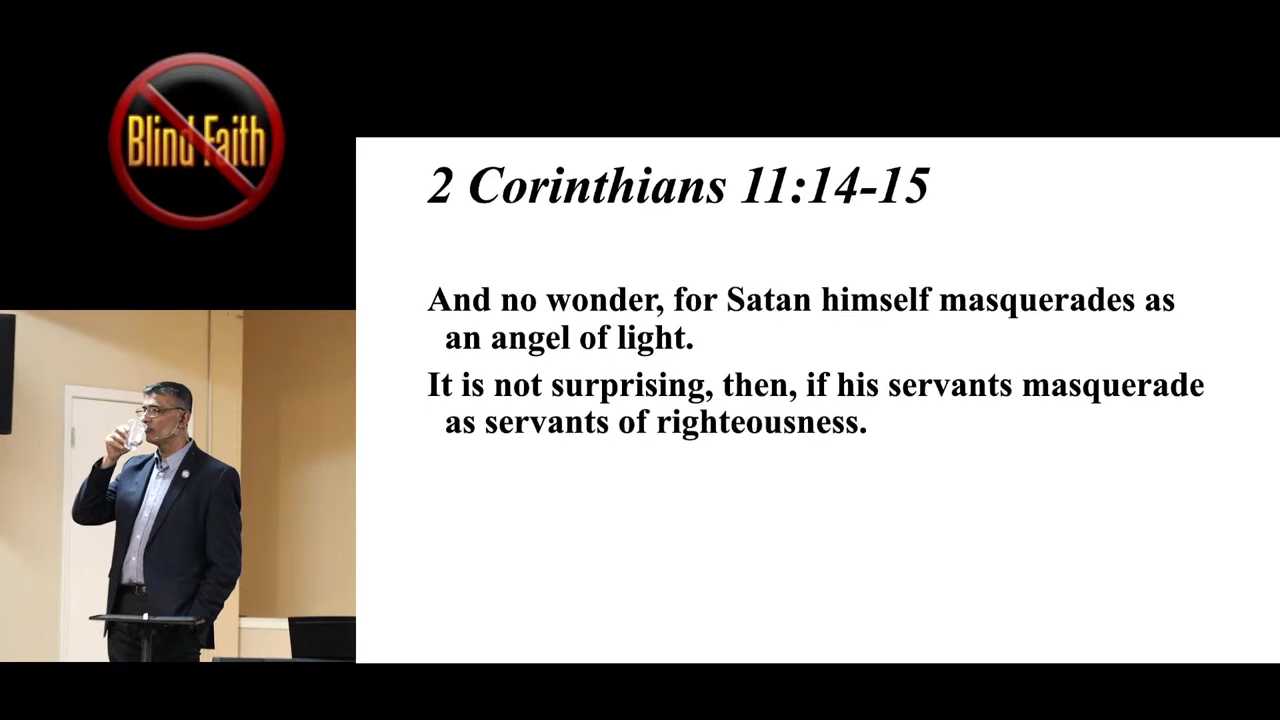 Blind Faith
2 Corinthians 11:14-15
And no wonder, for Satan himself masquerades as
an angel of light.
It is not surprising, then, if his servants masquerade
as servants of righteousness.